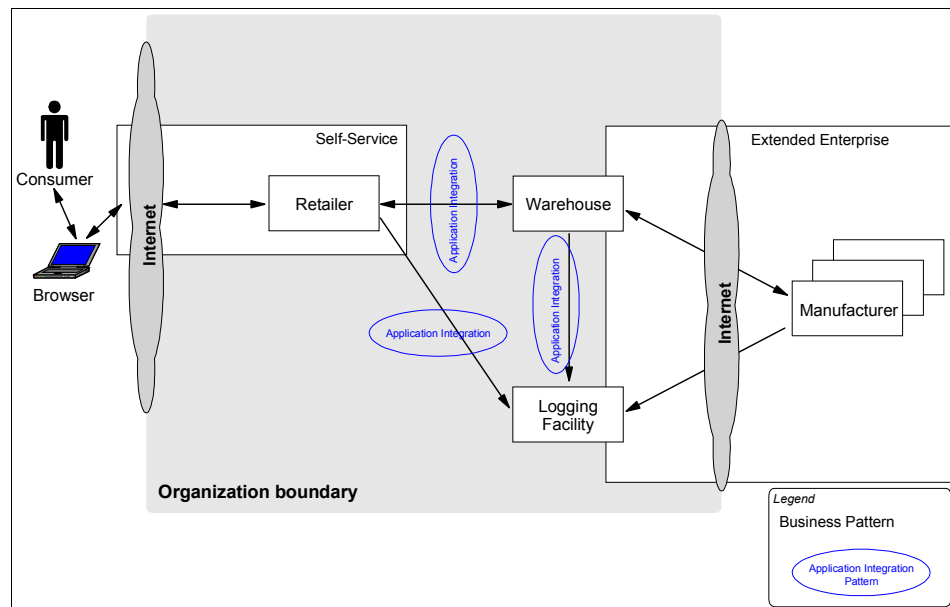 Consumer
Browser
Internet
Self-Service
Retailer
Application Integration
Application Integration
Application Integration
Warehouse
Logging
Facility
Extended Enterprise
Internet
Manufacturer
Organization boundary
Legend
Business Pattern
Application Integration
Pattern